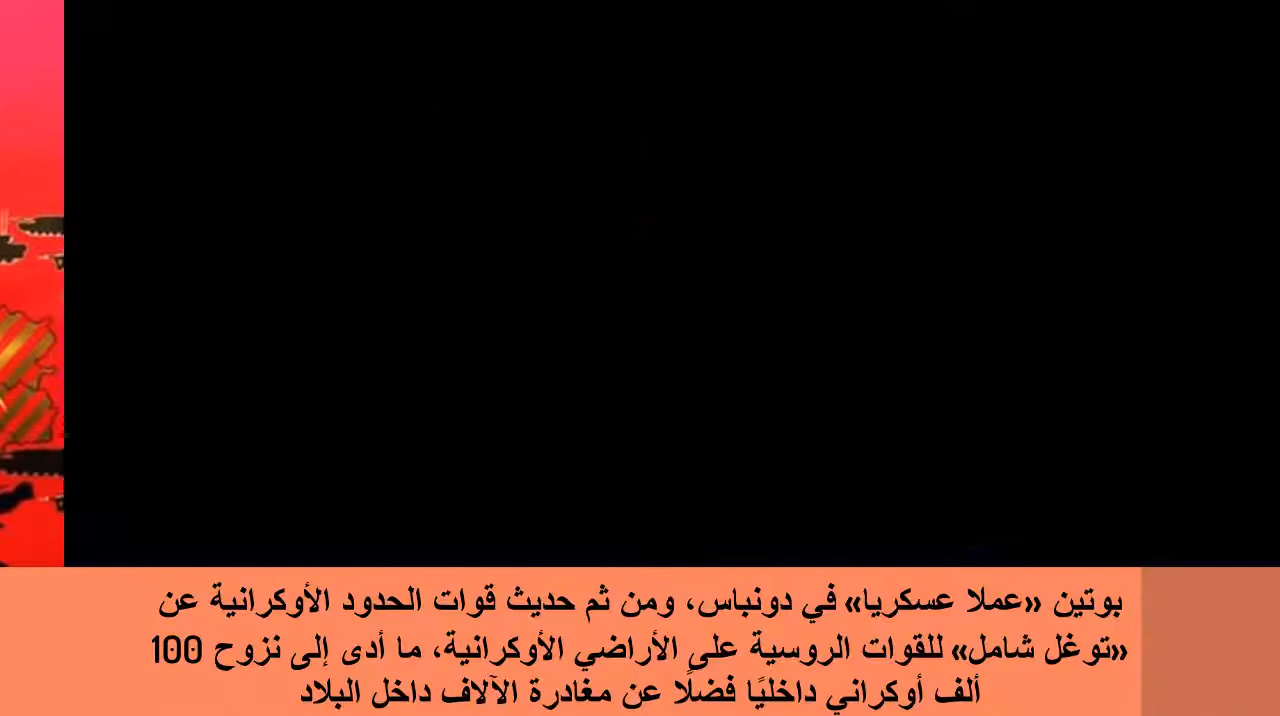 بوتين «عملا عسكريا» في دونباس، ومن ثم حديث قوات الحدود الأوكرانية عن
«توغل شامل» للقوات الروسية على الأراضي الأوكرانية، ما أدى إلى نزوح 100
ألف أوكراني داخليًا فضلًا عن مغادرة الآلاف داخل البلاد